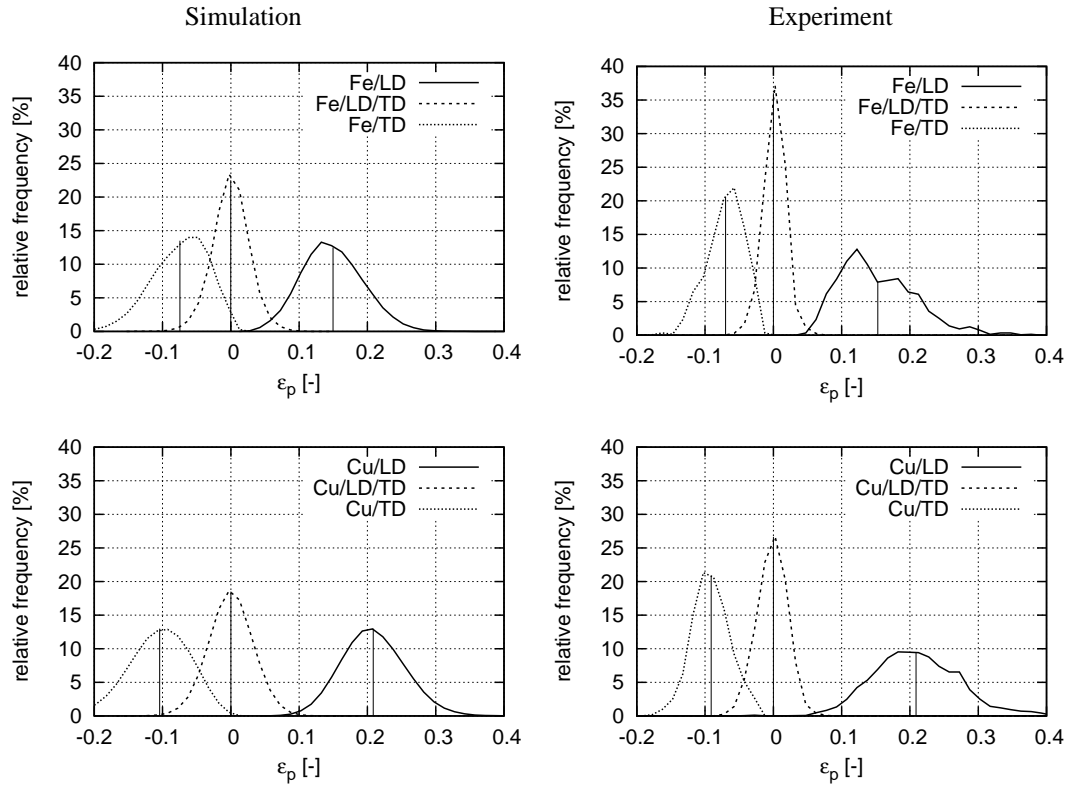 Simulation
Experiment
relative frequency [%]
40
35
30
25
20
15
10
5
0
Fe/LD
Fe/LD/TD
Fe/TD
-0.2 -0.1 0 0.1 0.2 0.3 0.4
εp [-]
relative frequency [%]
40
35
30
25
20
15
10
5
0
Fe/LD
Fe/LD/TD
Fe/TD
-0.2 -0.1 0 0.1 0.2 0.3 0.4
εp [-]
relative frequency [%]
40
35
30
25
20
15
10
5
0
Cu/LD
Cu/LD/TD
Cu/TD
-0.2 -0.1 0 0.1 0.2 0.3 0.4
εp [-]
relative frequency [%]
40
35
30
25
20
15
10
5
0
Cu/LD
Cu/LD/TD
Cu/TD
-0.2 -0.1 0 0.1 0.2 0.3 0.4
εp [-]